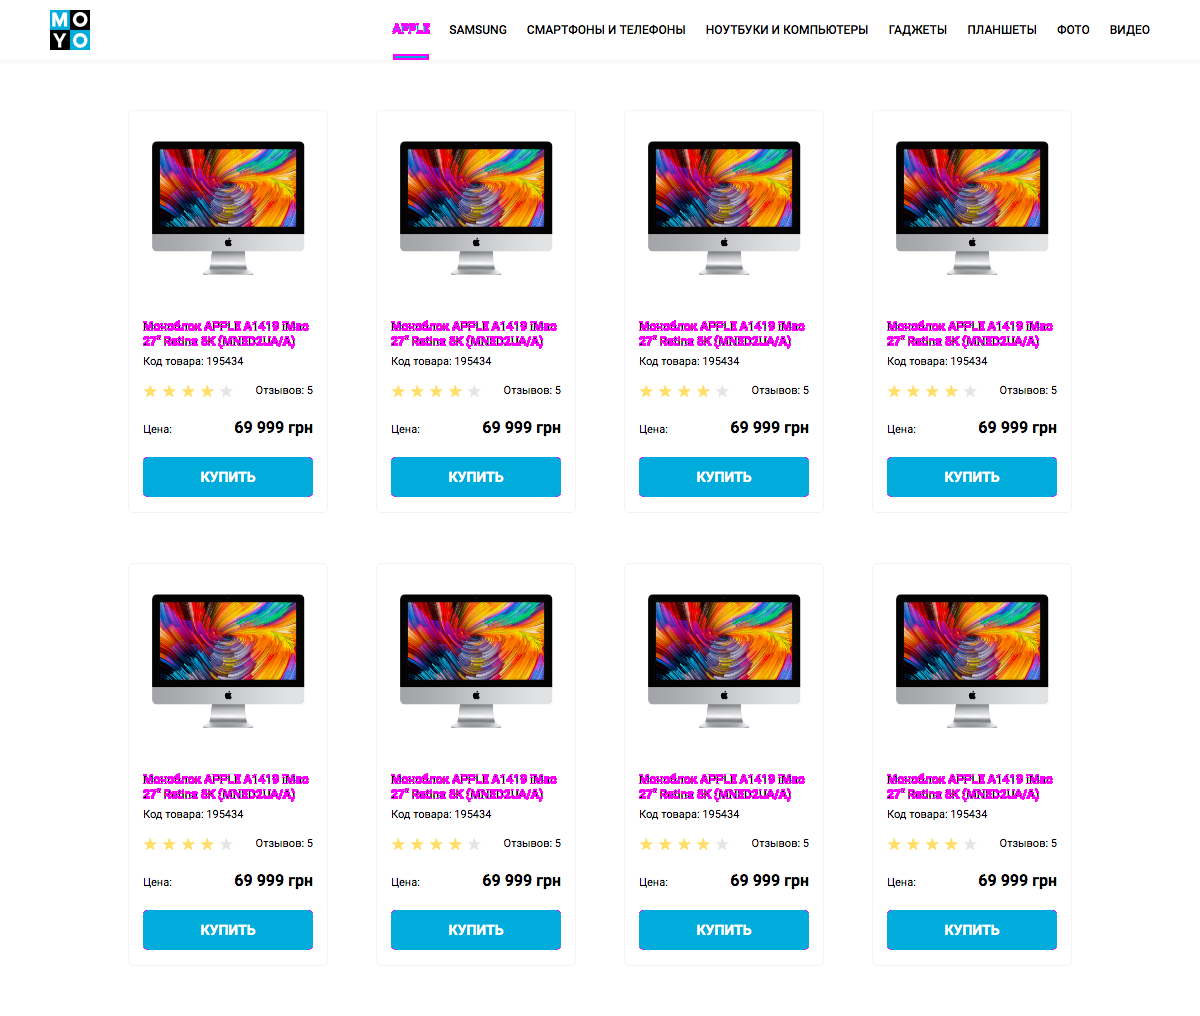 MO
YO
APPLE SAMSUNG СМАРТФОНЫ И ТЕЛЕФОНЫ НОУТБУКИ И КОМПЬЮТЕРЫ ГАДЖЕТЫ ПЛАНШЕТЫ ФОТО ВИДЕО
Моноблок APPLE A1419 iMac Моноблок APPLE A1419 iMac Моноблок APPLE A1419 iMac Моноблок APPLE A1419 iMac
27" Retina 5K (MNED2UA/A) 27" Retina 5K (MNED2UA/A) 27" Retina 5K (MNED2UA/A) 27" Retina 5K (MNED2UA/A)
Код товара: 195434 Код товара: 195434 Код товара: 195434 Код товара: 195434
Отзывов: 5 Отзывов: 5 Отзывов: 5 Отзывов: 5
Цена: 69 999 грн Цена: 69 999 грн Цена: 69 999 грн Цена: 69 999 грн
КУПИТЬ КУПИТЬ КУПИТЬ КУПИТЬ
Моноблок APPLE A1419 iMac Моноблок APPLE A1419 iMac Моноблок APPLE A1419 iMac Моноблок APPLE A1419 iMac
27" Retina 5K (MNED2UA/A) 27" Retina 5K (MNED2UA/A) 27" Retina 5K (MNED2UA/A) 27" Retina 5K (MNED2UA/A)
Код товара: 195434 Код товара: 195434 Код товара: 195434 Код товара: 195434
Отзывов: 5 Отзывов: 5 Отзывов: 5 Отзывов: 5
Цена: 69 999 грн Цена: 69 999 грн Цена: 69 999 грн Цена: 69 999 грн
КУПИТЬ КУПИТЬ КУПИТЬ КУПИТЬ